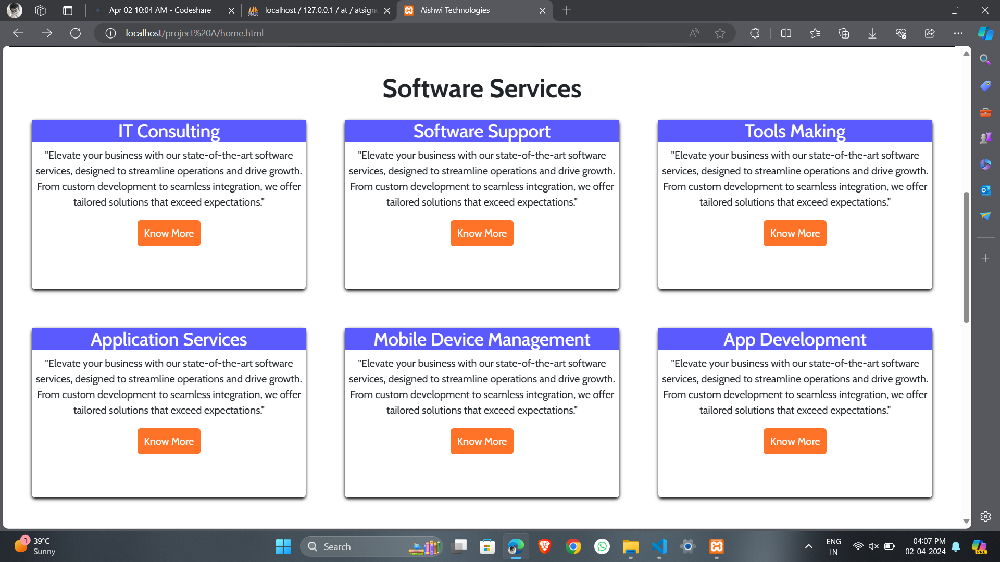 Apr 02 10:04 AM - Codeshare
localhost / 127.0.0.1 / at / atsign
Aishwi Technologies
localhost/project%20A/home.html
Software Services
IT Consulting
"Elevate your business with our state-of-the-art software
services, designed to streamline operations and drive growth.
From custom development to seamless integration, we offer
tailored solutions that exceed expectations."
Know More
Software Support
"Elevate your business with our state-of-the-art software
services, designed to streamline operations and drive growth.
From custom development to seamless integration, we offer
tailored solutions that exceed expectations."
Know More
Tools Making
"Elevate your business with our state-of-the-art software
services, designed to streamline operations and drive growth.
From custom development to seamless integration, we offer
tailored solutions that exceed expectations."
Know More
Application Services
"Elevate your business with our state-of-the-art software
services, designed to streamline operations and drive growth.
From custom development to seamless integration, we offer
tailored solutions that exceed expectations."
Know More
Mobile Device Management
"Elevate your business with our state-of-the-art software
services, designed to streamline operations and drive growth.
From custom development to seamless integration, we offer
tailored solutions that exceed expectations."
Know More
App Development
"Elevate your business with our state-of-the-art software
services, designed to streamline operations and drive growth.
From custom development to seamless integration, we offer
tailored solutions that exceed expectations."
Know More
1
39°C
Sunny
Search
ENG
IN
04:07 PM
02-04-2024
PRE